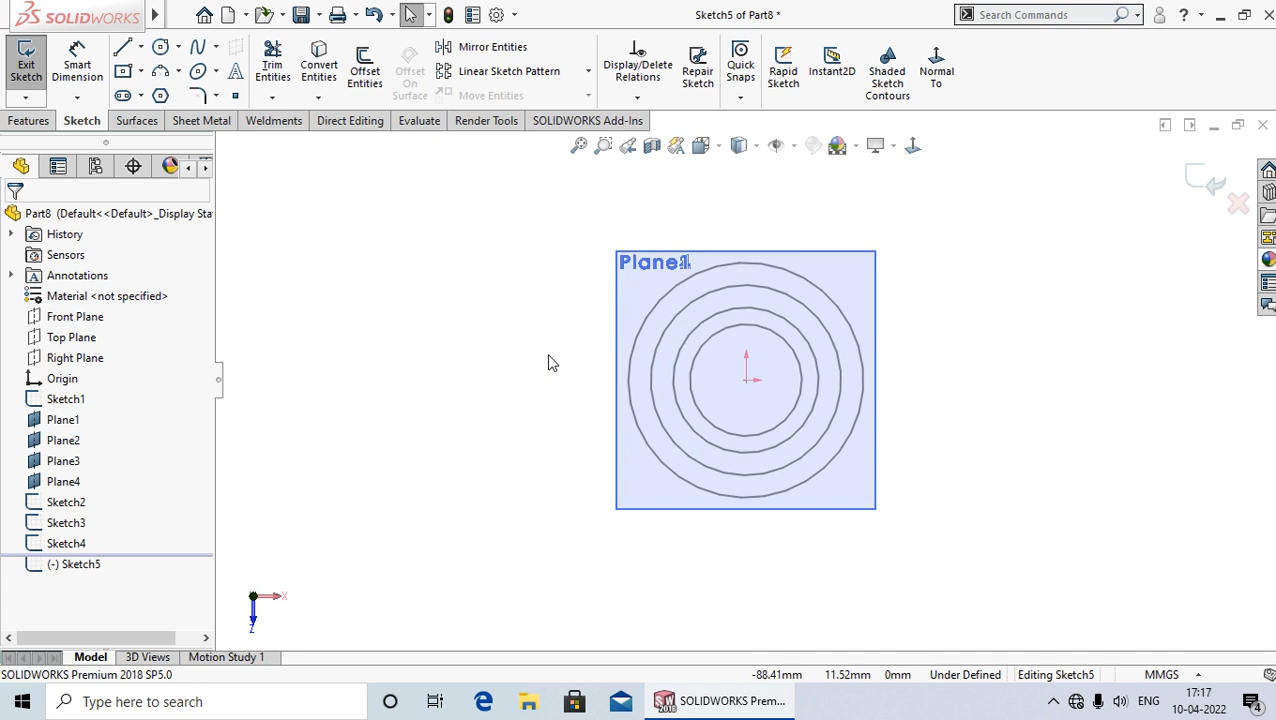 SOLIDWORKS
Sketch5 of Part8 *
Search Commands
?
Exit Sketch
Smart Dimension
Trim Entities
Convert Entities
Offset Entities
Offset On Surface
Mirror Entities
Linear Sketch Pattern
Move Entities
Display/Delete Relations
Repair Sketch
Quick Snaps
Rapid Sketch
Instant2D
Shaded Sketch Contours
Normal To
Features
Sketch
Surfaces
Sheet Metal
Weldments
Direct Editing
Evaluate
Render Tools
SOLIDWORKS Add-Ins
Part8 (Default<<Default>_Display Sta
History
Sensors
Annotations
Material <not specified>
Front Plane
Top Plane
Right Plane
Origin
Sketch1
Plane1
Plane2
Plane3
Plane4
Sketch2
Sketch3
Sketch4
(-) Sketch5
X
Z
Model
3D Views
Motion Study 1
SOLIDWORKS Premium 2018 SP5.0
-88.41mm
11.52mm
0mm
Under Defined
Editing Sketch5
MMGS
Type here to search
SOLIDWORKS Prem...
ENG
17:17
10-04-2022
4